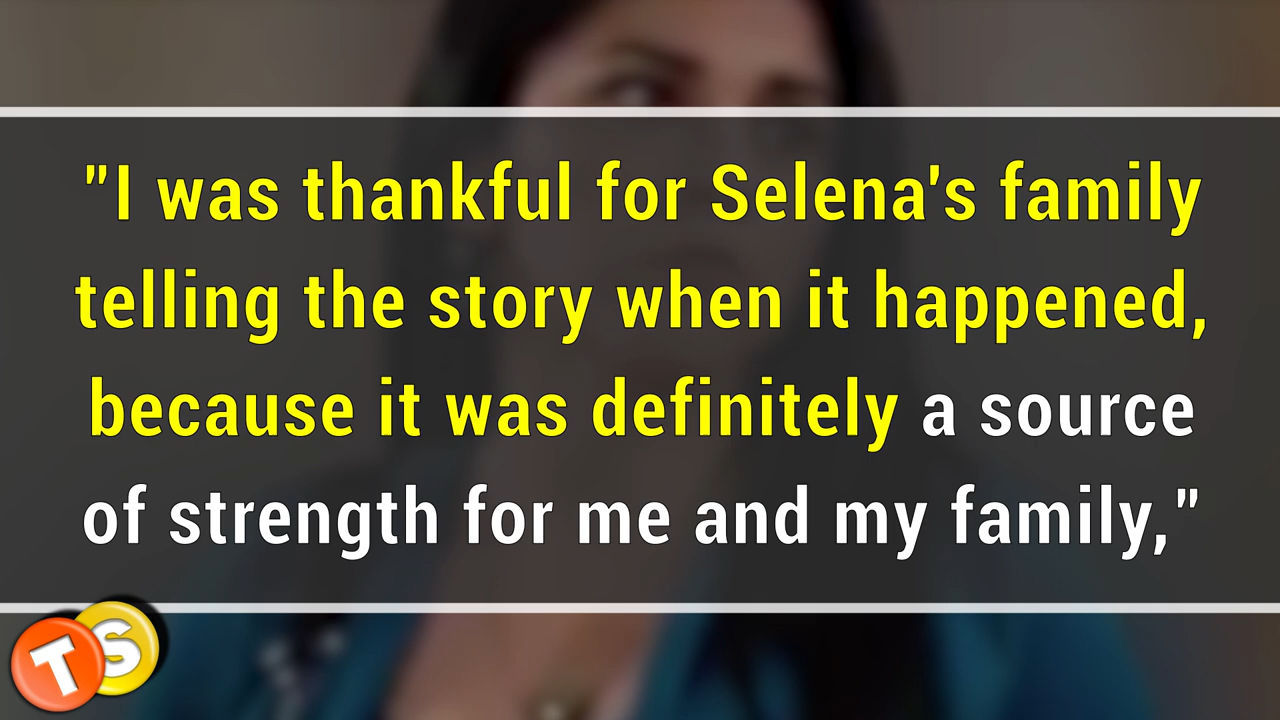 "I was thankful for Selena's family
telling the story when it happened,
because it was definitely a source
of strength for me and my family,"
TS